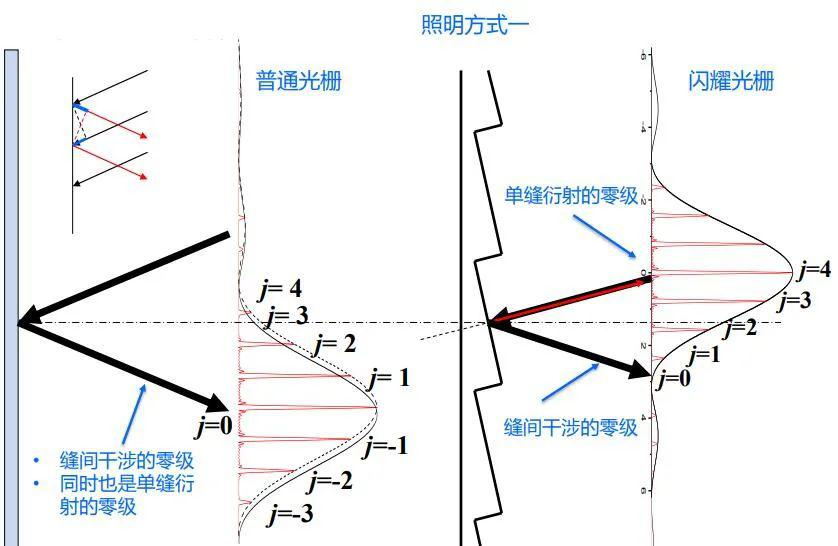 照明方式一
普通光栅
闪耀光栅
单缝衍射的零级
j= 4
j= 3
j= 2
j= 1
j=0
j=-1
j=-2
j=-3
缝间干涉的零级
同时也是单缝衍
射的零级
j=4
j=3
j=2
j=1
j=0
缝间干涉的零级